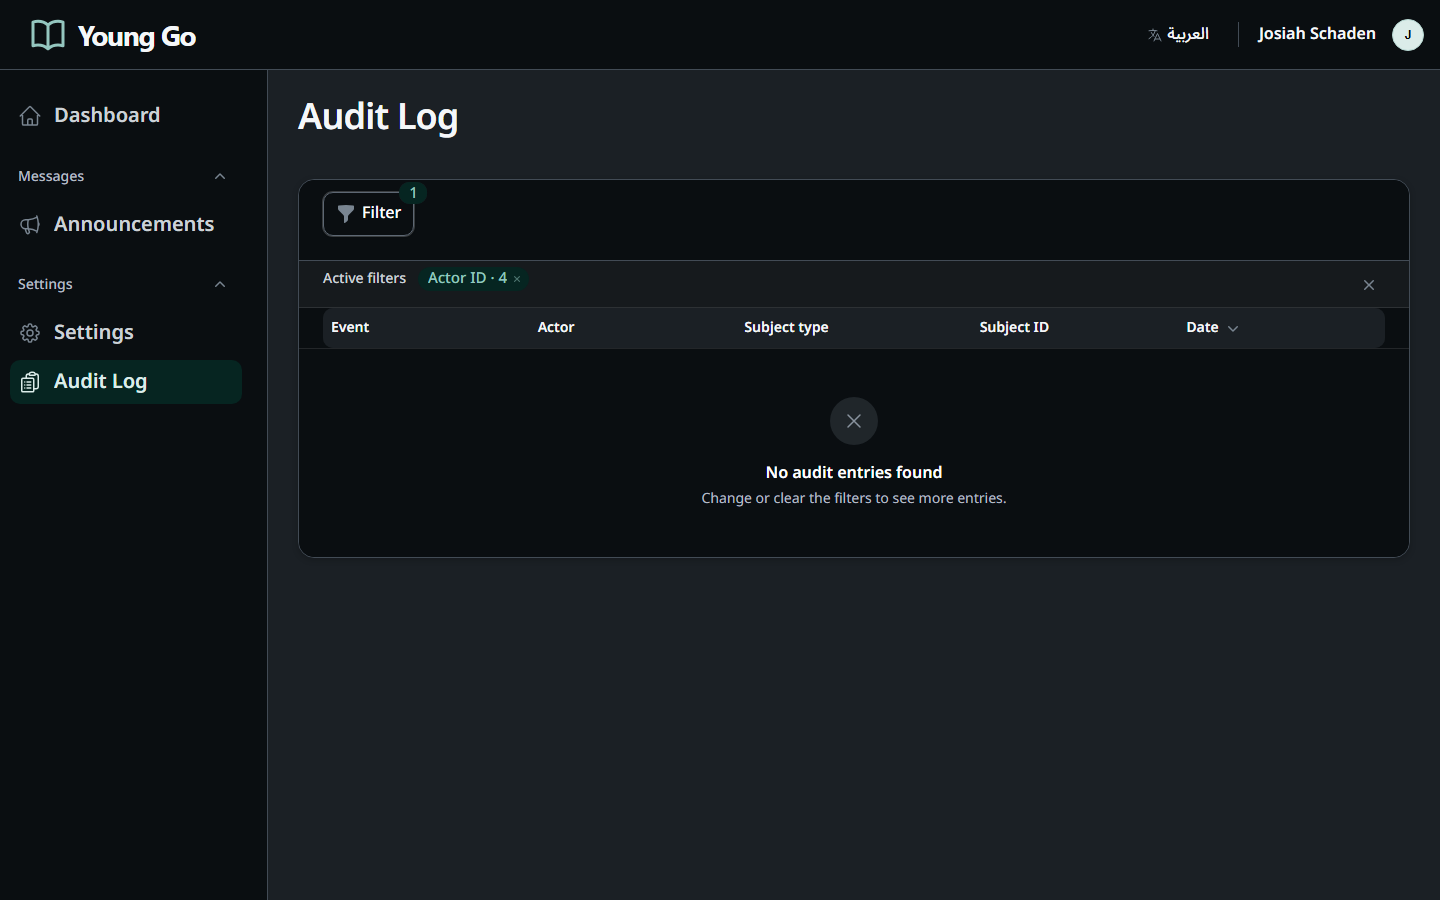 Young Go
العربية
Josiah Schaden
J
Dashboard
Messages
Announcements
Settings
Settings
Audit Log
Audit Log
Filter
1
Active filters
Actor ID · 4 ×
Event Actor Subject type Subject ID Date
No audit entries found
Change or clear the filters to see more entries.